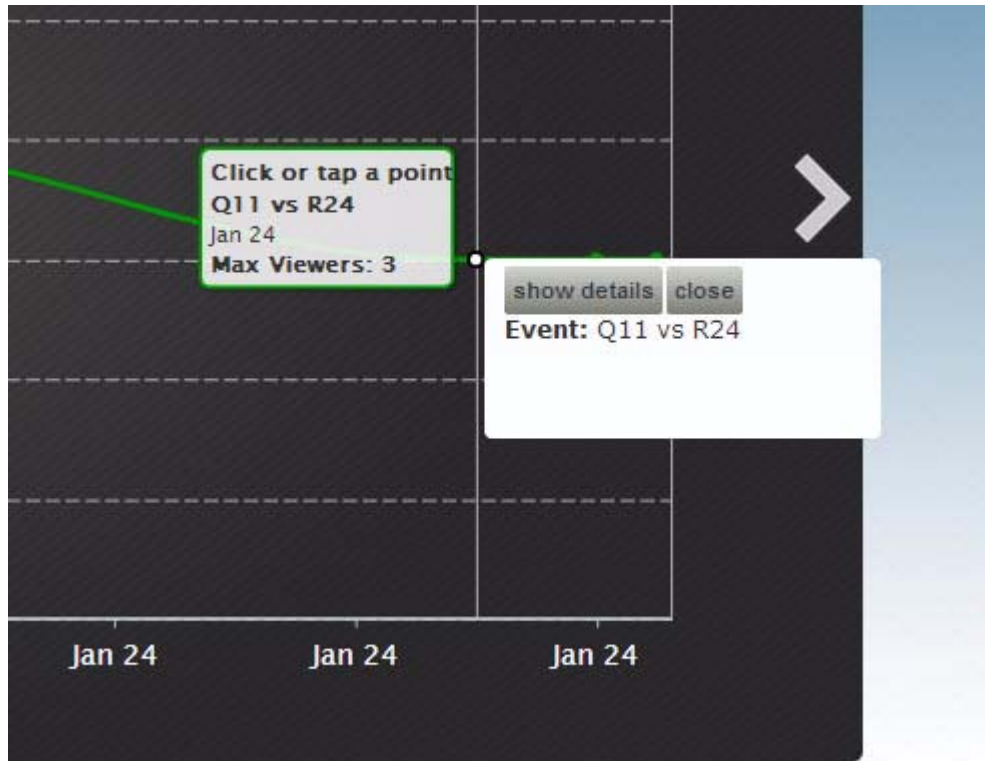 Click or tap a point
Q11 vs R24
Jan 24
Max Viewers: 3
show details close
Event: Q11 vs R24
Jan 24 Jan 24 Jan 24